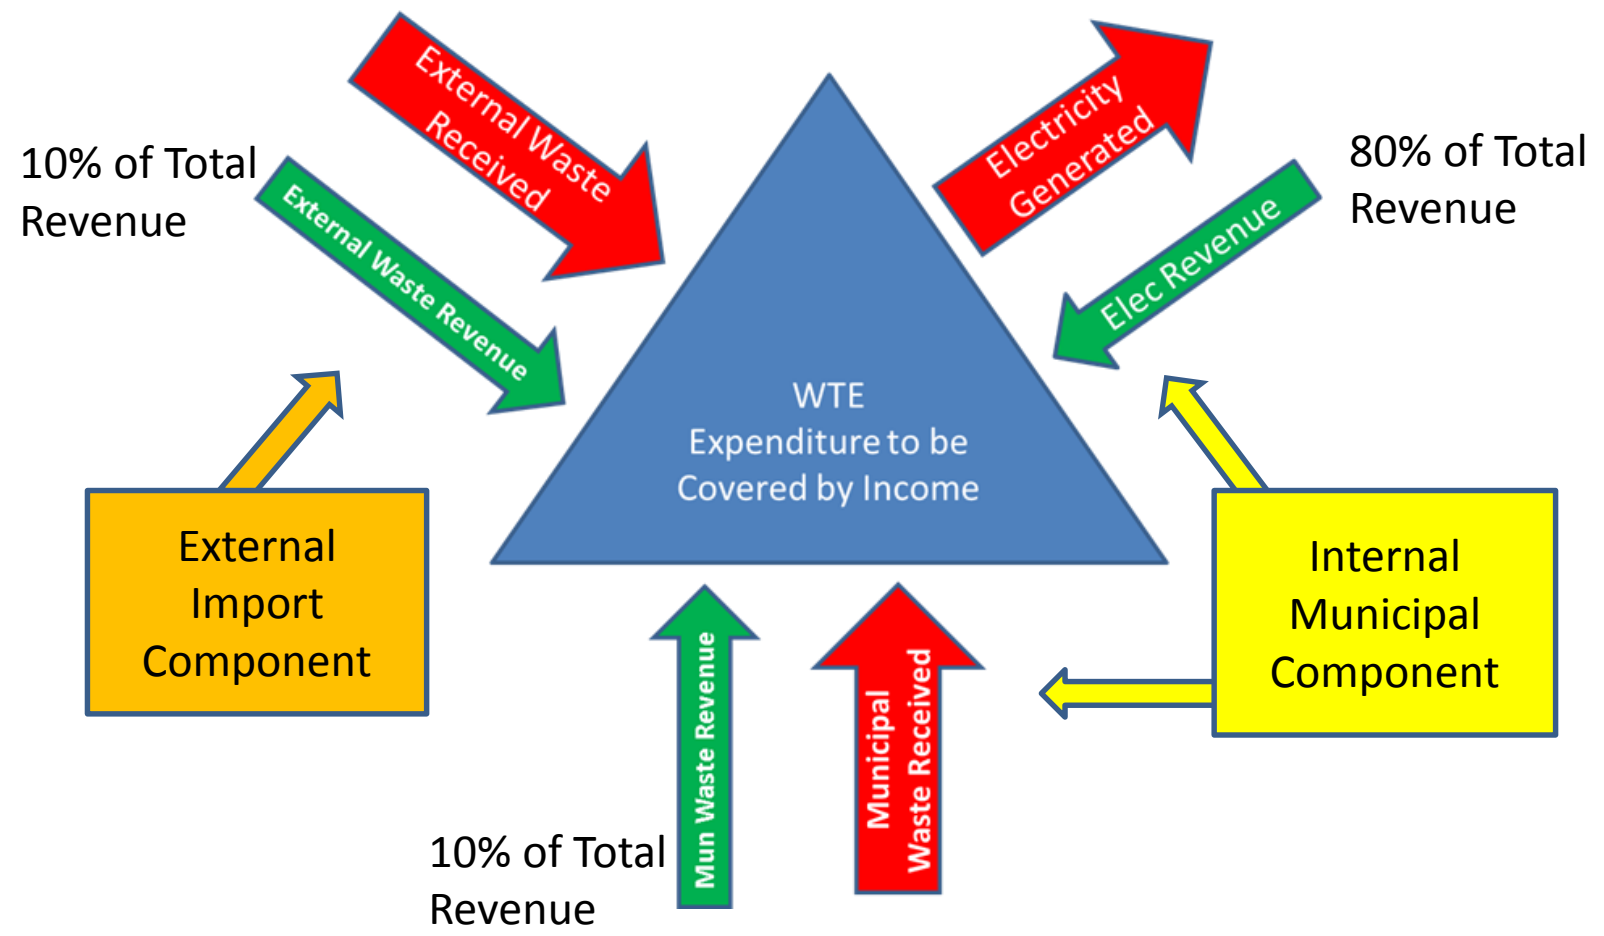 External Waste
Received
10% of Total
Revenue
External Waste Revenue
Electricity
Generated
80% of Total
Revenue
Elec Revenue
WTE
Expenditure to be
Covered by Income
External
Import
Component
Internal
Municipal
Component
Mun Waste Revenue
Municipal
Waste Received
10% of Total
Revenue